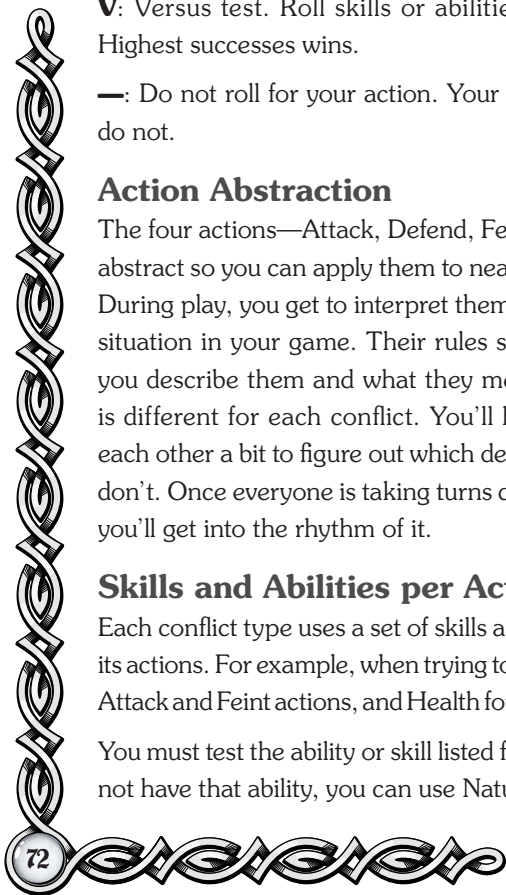 V: Versus test. Roll skills or abilities
Highest successes wins.
—: Do not roll for your action. Your
do not.
Action Abstraction
The four actions—Attack, Defend, Fe
abstract so you can apply them to nea
During play, you get to interpret them
situation in your game. Their rules s
you describe them and what they me
is different for each conflict. You'll
each other a bit to figure out which de
don't. Once everyone is taking turns
you'll get into the rhythm of it.
Skills and Abilities per Act
Each conflict type uses a set of skills a
its actions. For example, when trying to
Attack and Feint actions, and Health fo
You must test the ability or skill listed f
not have that ability, you can use Natu
72